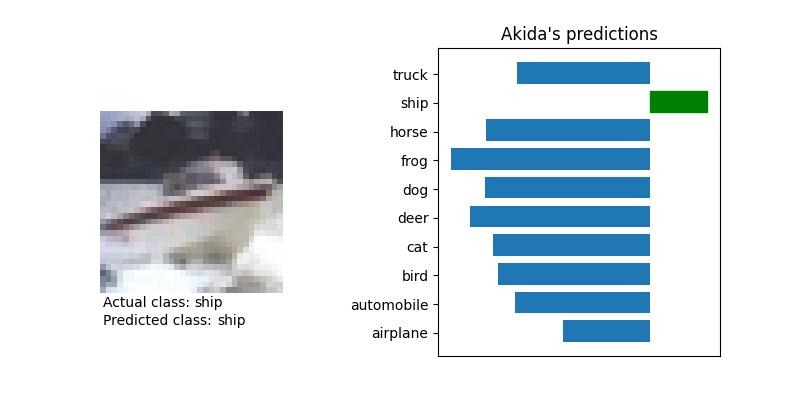 Akida's predictions
truck
ship
horse
frog
dog
deer
cat
bird
automobile
airplane
Actual class: ship
Predicted class: ship